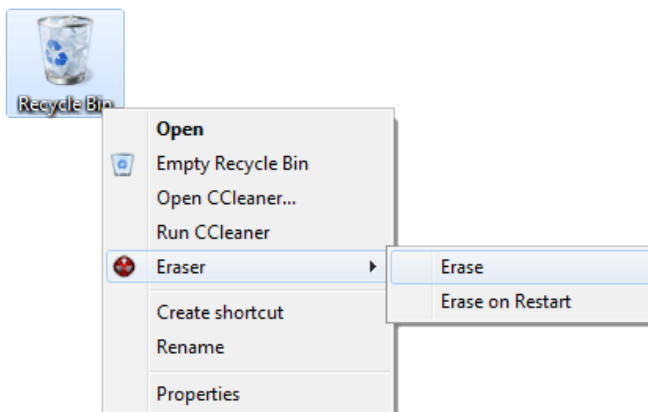 Recycle Bin
Open
Empty Recycle Bin
Open CCleaner...
Run CCleaner
Eraser
Erase
Erase on Restart
Create shortcut
Rename
Properties